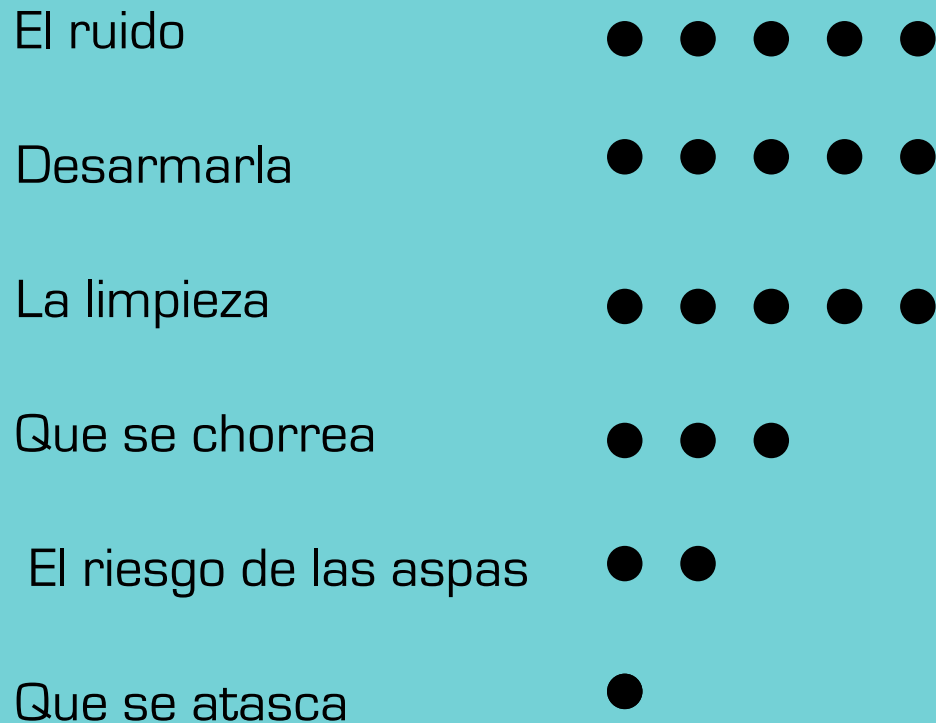 El ruido
Desarmarla
La limpieza
Que se chorrea
El riesgo de las aspas
Que se atasca